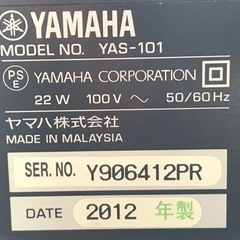 YAMAHA
MODEL NO. YAS-101
PS E YAMAHA CORPORATION
22 W 100 V ～ 50/60 Hz
ヤマハ株式会社
MADE IN MALAYSIA
SER. NO. Y906412PR
DATE 2012 年製